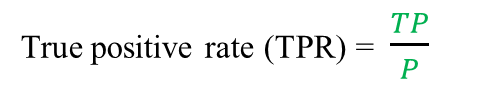 True positive rate (TPR) = TP / P